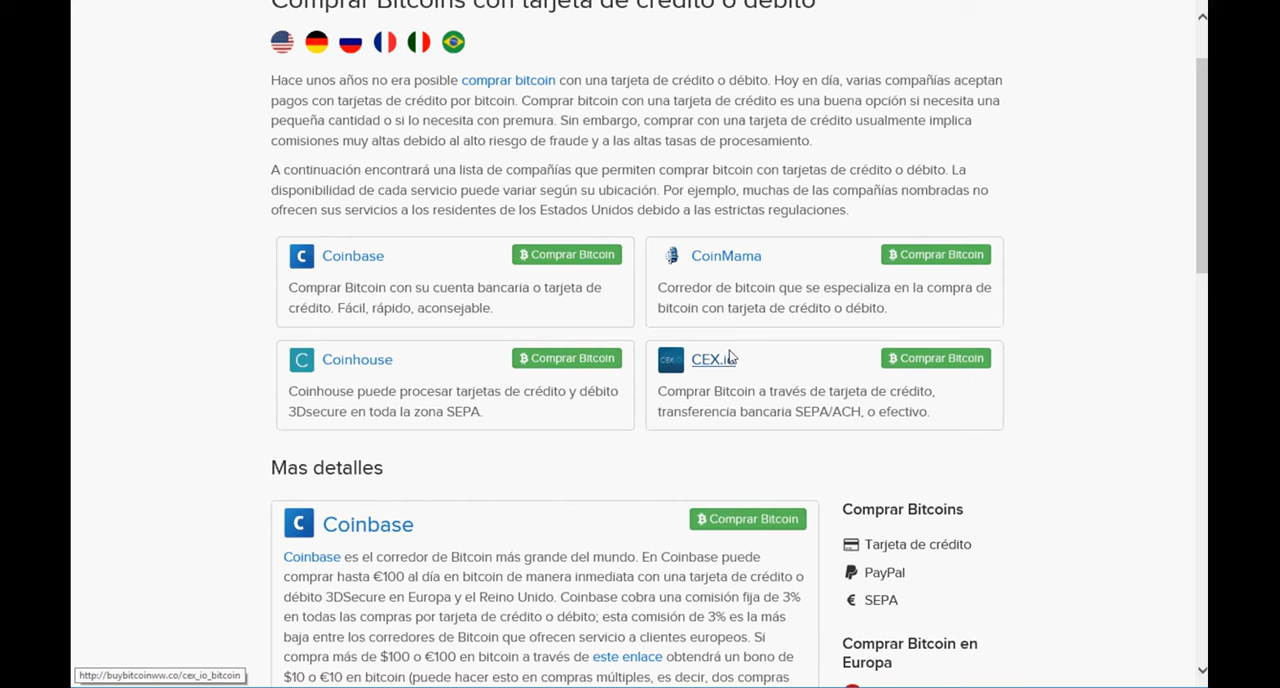 Comprar Bitcoins con tarjeta de crédito o débito
Hace unos años no era posible comprar bitcoin con una tarjeta de crédito o débito. Hoy en día, varias compañías aceptan
pagos con tarjetas de crédito por bitcoin. Comprar bitcoin con una tarjeta de crédito es una buena opción si necesita una
pequeña cantidad o si lo necesita con premura. Sin embargo, comprar con una tarjeta de crédito usualmente implica
comisiones muy altas debido al alto riesgo de fraude y a las altas tasas de procesamiento.
A continuación encontrará una lista de compañías que permiten comprar bitcoin con tarjetas de crédito o débito. La
disponibilidad de cada servicio puede variar según su ubicación. Por ejemplo, muchas de las compañías nombradas no
ofrecen sus servicios a los residentes de los Estados Unidos debido a las estrictas regulaciones.
C Coinbase Comprar Bitcoin
Comprar Bitcoin con su cuenta bancaria o tarjeta de
crédito. Fácil, rápido, aconsejable.
CoinMama Comprar Bitcoin
Corredor de bitcoin que se especializa en la compra de
bitcoin con tarjeta de crédito o débito.
C Coinhouse Comprar Bitcoin
Coinhouse puede procesar tarjetas de crédito y débito
3Dsecure en toda la zona SEPA.
CEX.io Comprar Bitcoin
Comprar Bitcoin a través de tarjeta de crédito,
transferencia bancaria SEPA/ACH, o efectivo.
Mas detalles
C Coinbase Comprar Bitcoin
Coinbase es el corredor de Bitcoin más grande del mundo. En Coinbase puede
comprar hasta €100 al día en bitcoin de manera inmediata con una tarjeta de crédito o
débito 3DSecure en Europa y el Reino Unido. Coinbase cobra una comisión fija de 3%
en todas las compras por tarjeta de crédito o débito; esta comisión de 3% es la más
baja entre los corredores de Bitcoin que ofrecen servicio a clientes europeos. Si
compra más de $100 o €100 en bitcoin a través de este enlace obtendrá un bono de
$10 o €10 en bitcoin (puede hacer esto en compras múltiples, es decir, dos compras
Comprar Bitcoins
Tarjeta de crédito
PayPal
€ SEPA
Comprar Bitcoin en
Europa
http://buybitcoinww.co/cex_io_bitcoin